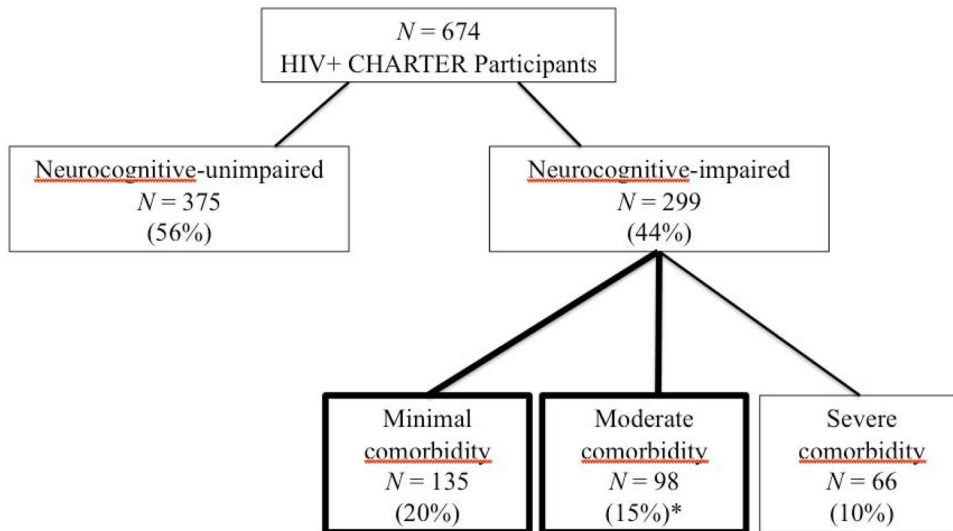 N = 674
HIV+ CHARTER Participants
Neurocognitive-unimpaired
N = 375
(56%)
Neurocognitive-impaired
N = 299
(44%)
Minimal
comorbidity
N = 135
(20%)
Moderate
comorbidity
N = 98
(15%)*
Severe
comorbidity
N = 66
(10%)